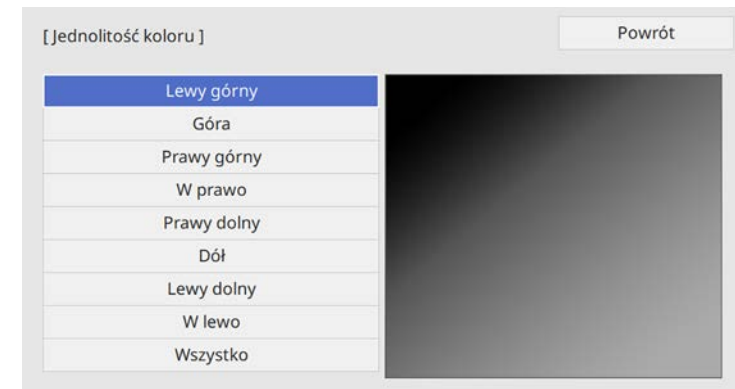 [ Jednolitość koloru ]
Powrót
Lewy górny
Góra
Prawy górny
W prawo
Prawy dolny
Dół
Lewy dolny
W lewo
Wszystko